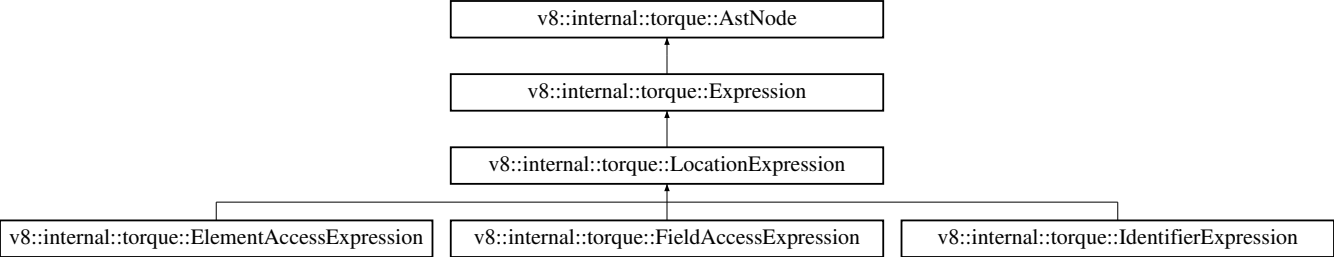 v8::internal::torque::AstNode
v8::internal::torque::Expression
v8::internal::torque::LocationExpression
v8::internal::torque::ElementAccessExpression
v8::internal::torque::FieldAccessExpression
v8::internal::torque::IdentifierExpression